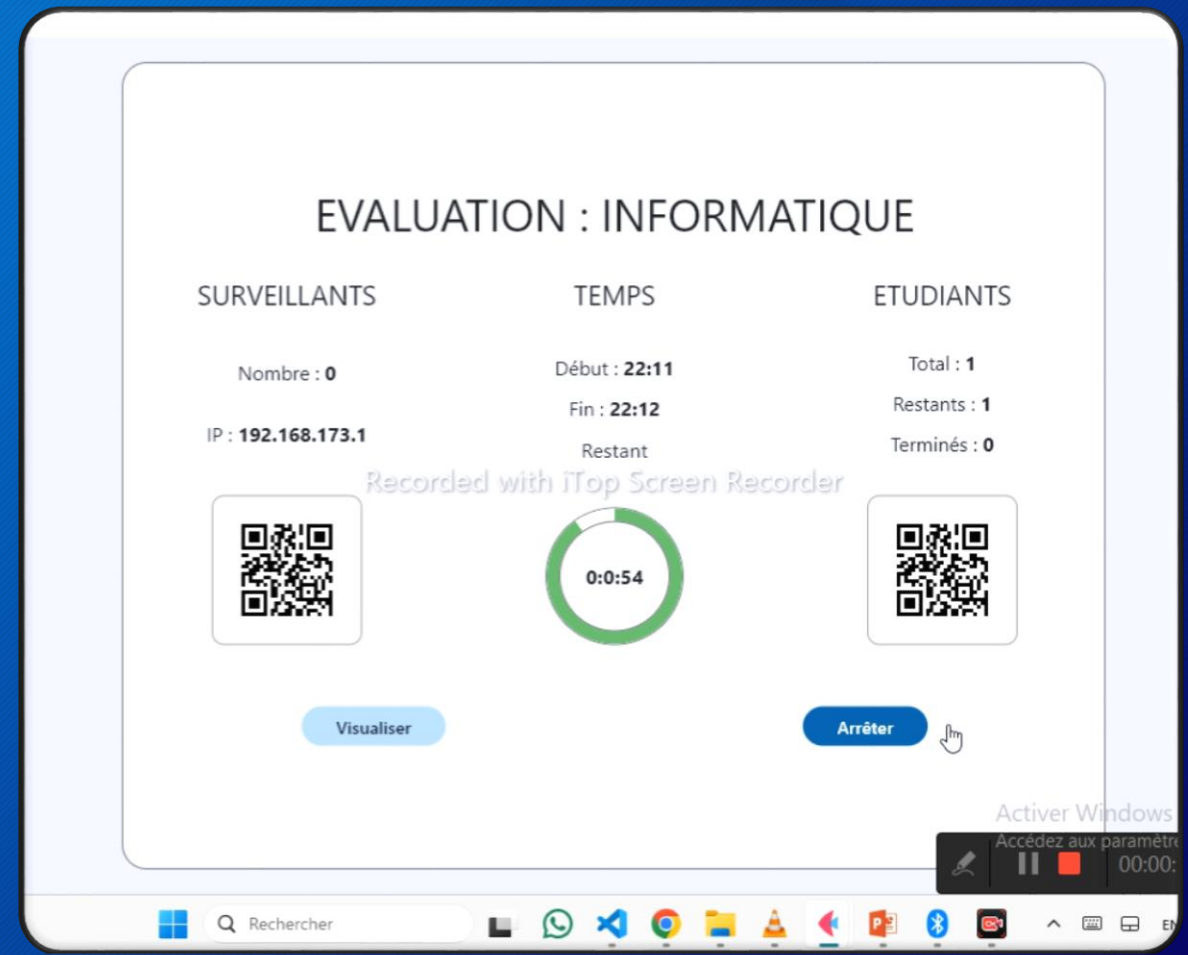 EVALUATION : INFORMATIQUE
SURVEILLANTS
Nombre : 0
IP : 192.168.173.1
TEMPS
Début : 22:11
Fin : 22:12
Restant
0:0:54
ETUDIANTS
Total : 1
Restants : 1
Terminés : 0
Recorded with iTop Screen Recorder
Visualiser
Arrêter
Activer Windows
Accédez aux paramètre
00:00:
Rechercher
EN